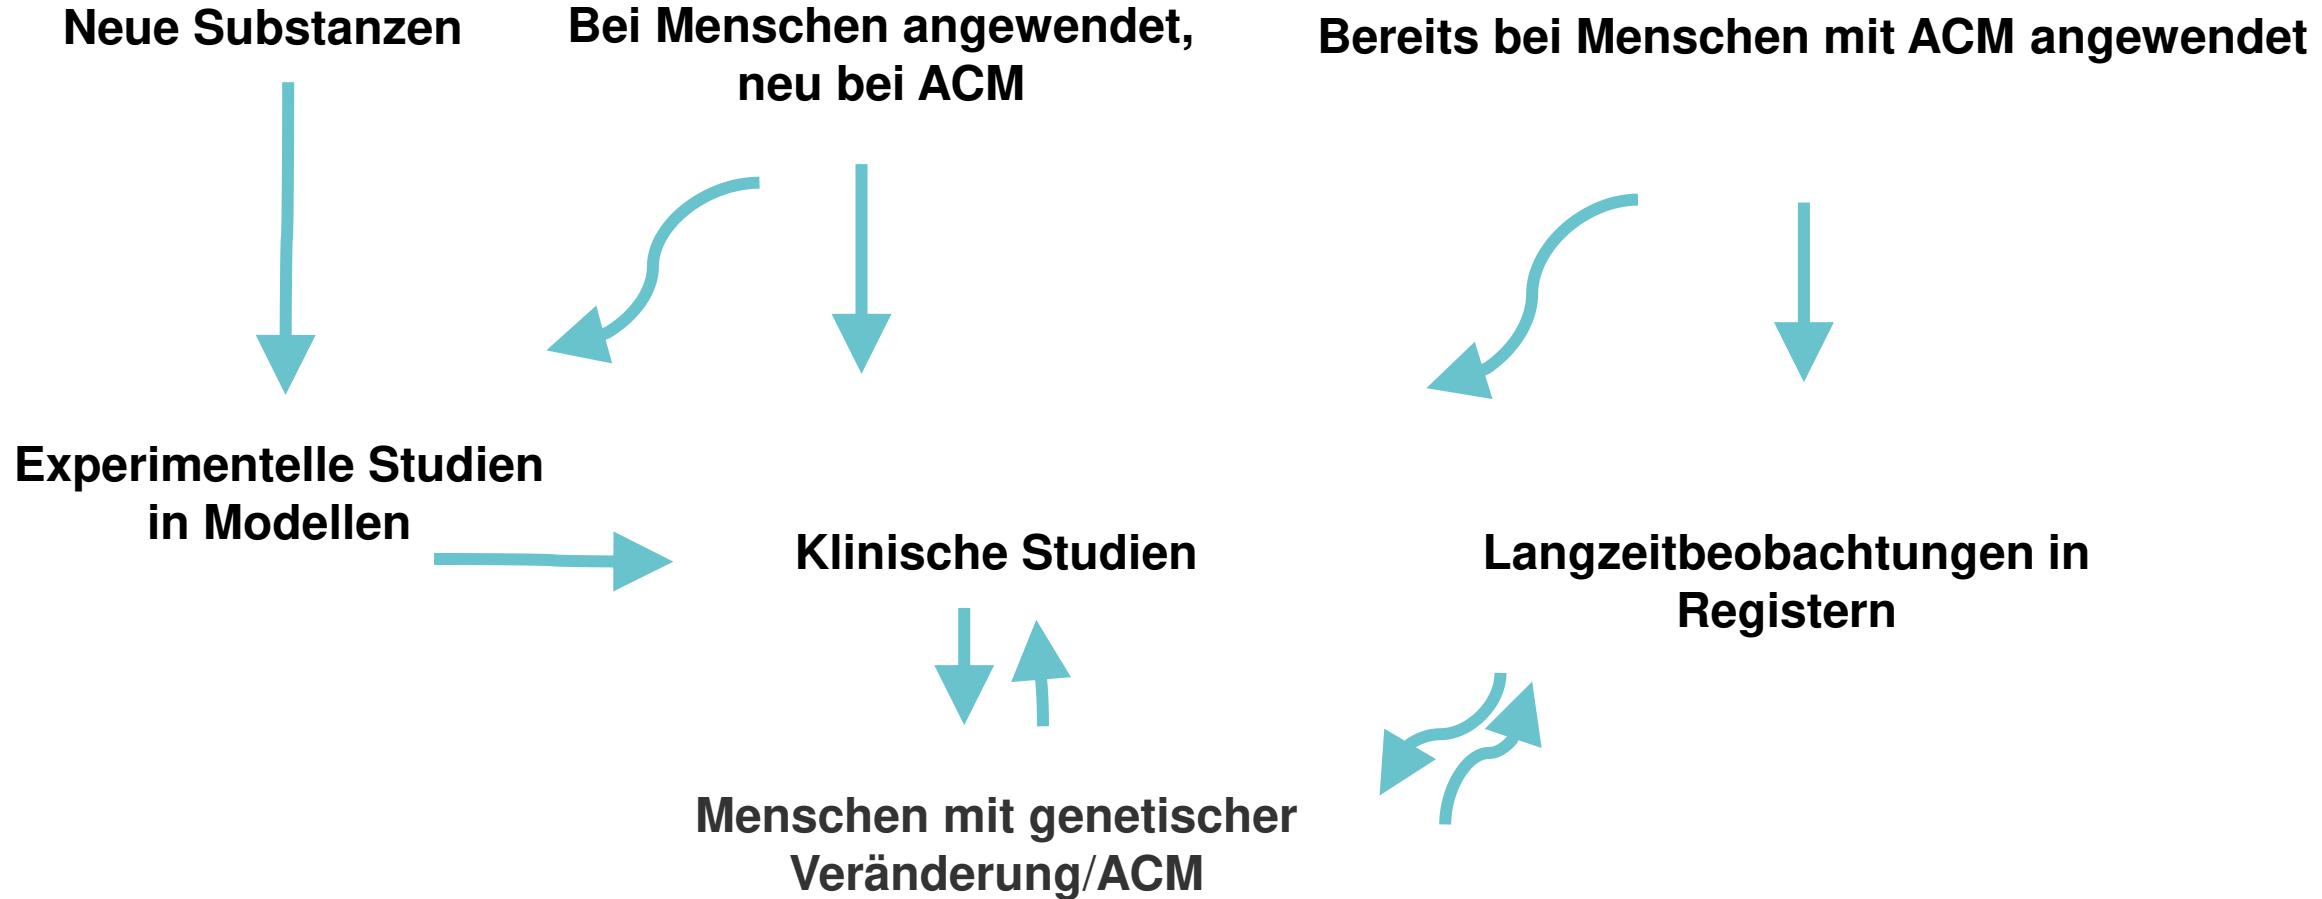 Neue Substanzen
Bei Menschen angewendet,
neu bei ACM
Bereits bei Menschen mit ACM angewendet
Experimentelle Studien
in Modellen
Klinische Studien
Langzeitbeobachtungen in
Registern
Menschen mit genetischer
Veränderung/ACM